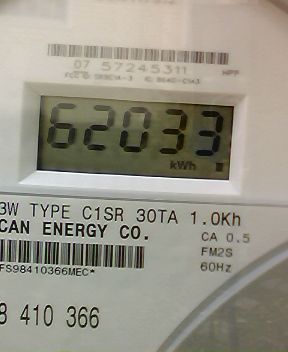 07 57245311
62033
kWh
3W TYPE C1SR 30TA 1.0Kh
CAN ENERGY CO.
CA 0.5
FM2S
60Hz
FS98410366MEC*
8 410 366